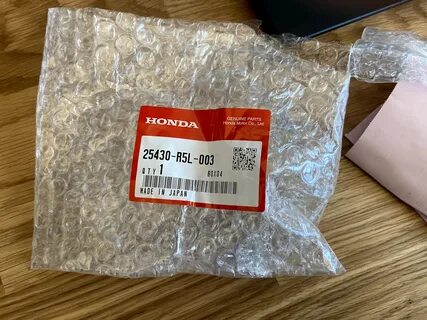 HONDA
GENUINE PARTS
Honda Motor Co., Ltd.
25430-R5L-003
QTY 1
MADE IN JAPAN